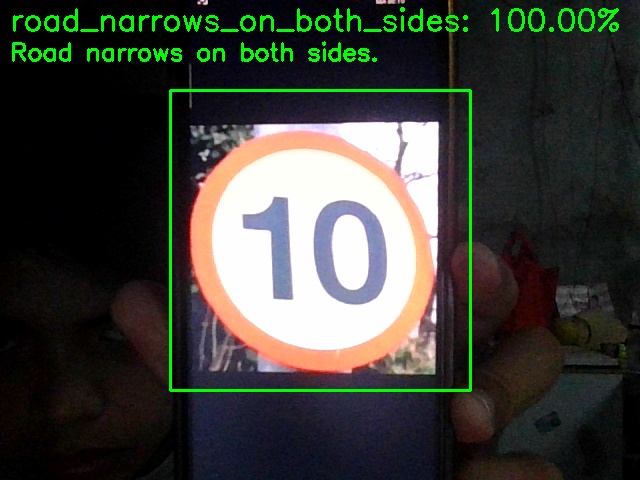 road_narrows_on_both_sides: 100.00%
Road narrows on both sides.
10